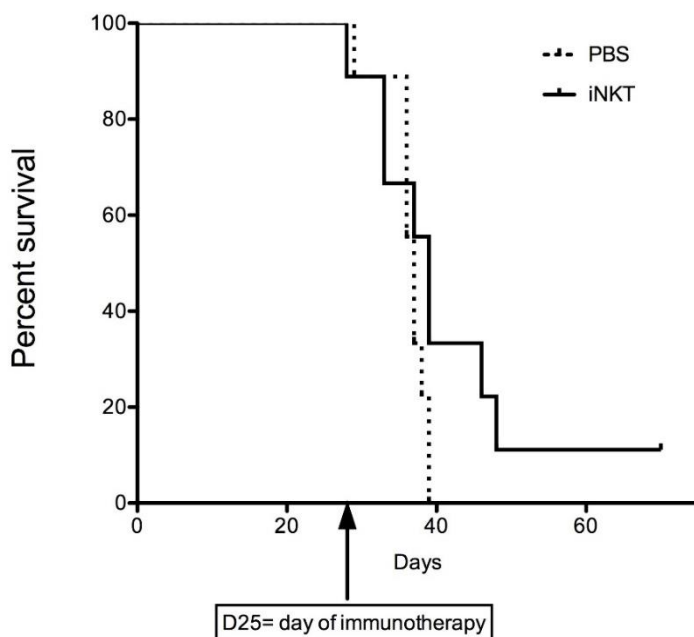 100
PBS
iNKT
80
60
40
20
0
Percent survival
0 20 40 60
Days
D25= day of immunotherapy